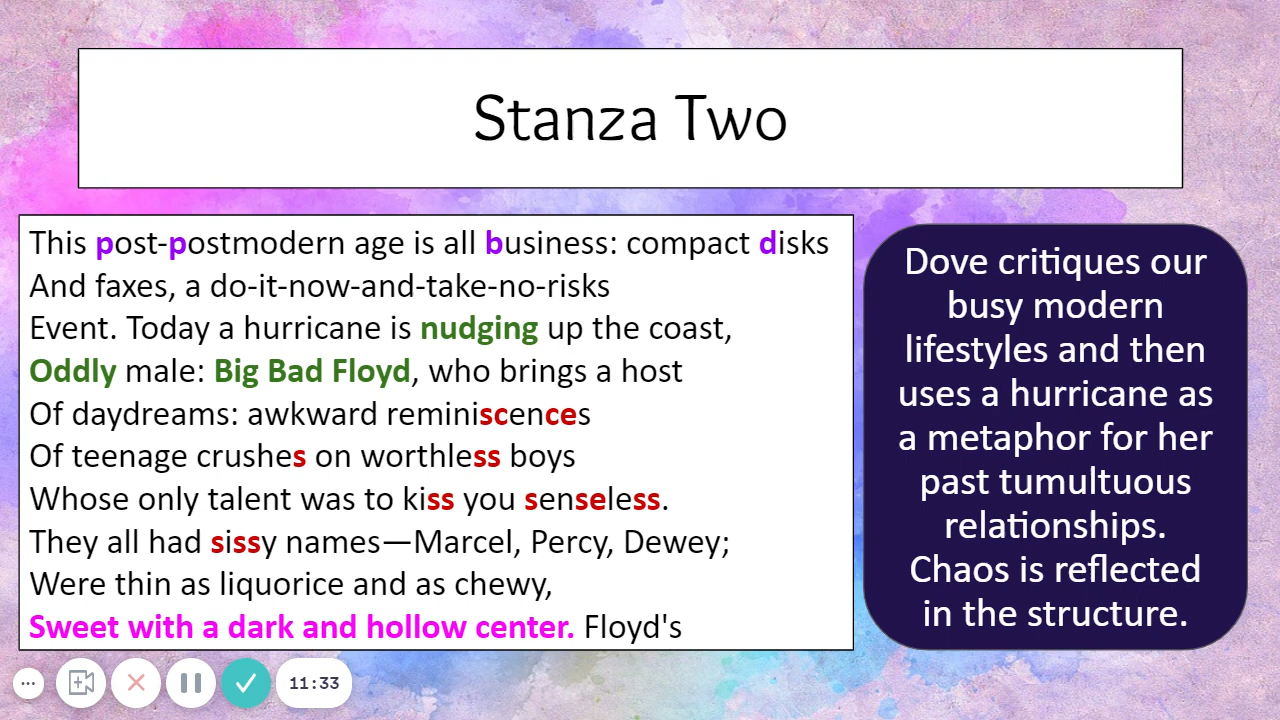 Stanza Two
This post-postmodern age is all business: compact disks
And faxes, a do-it-now-and-take-no-risks
Event. Today a hurricane is nudging up the coast,
Oddly male: Big Bad Floyd, who brings a host
Of daydreams: awkward reminiscences
Of teenage crushes on worthless boys
Whose only talent was to kiss you senseless.
They all had sissy names—Marcel, Percy, Dewey;
Were thin as liquorice and as chewy,
Sweet with a dark and hollow center. Floyd's
Dove critiques our
busy modern
lifestyles and then
uses a hurricane as
a metaphor for her
past tumultuous
relationships.
Chaos is reflected
in the structure.
11:33